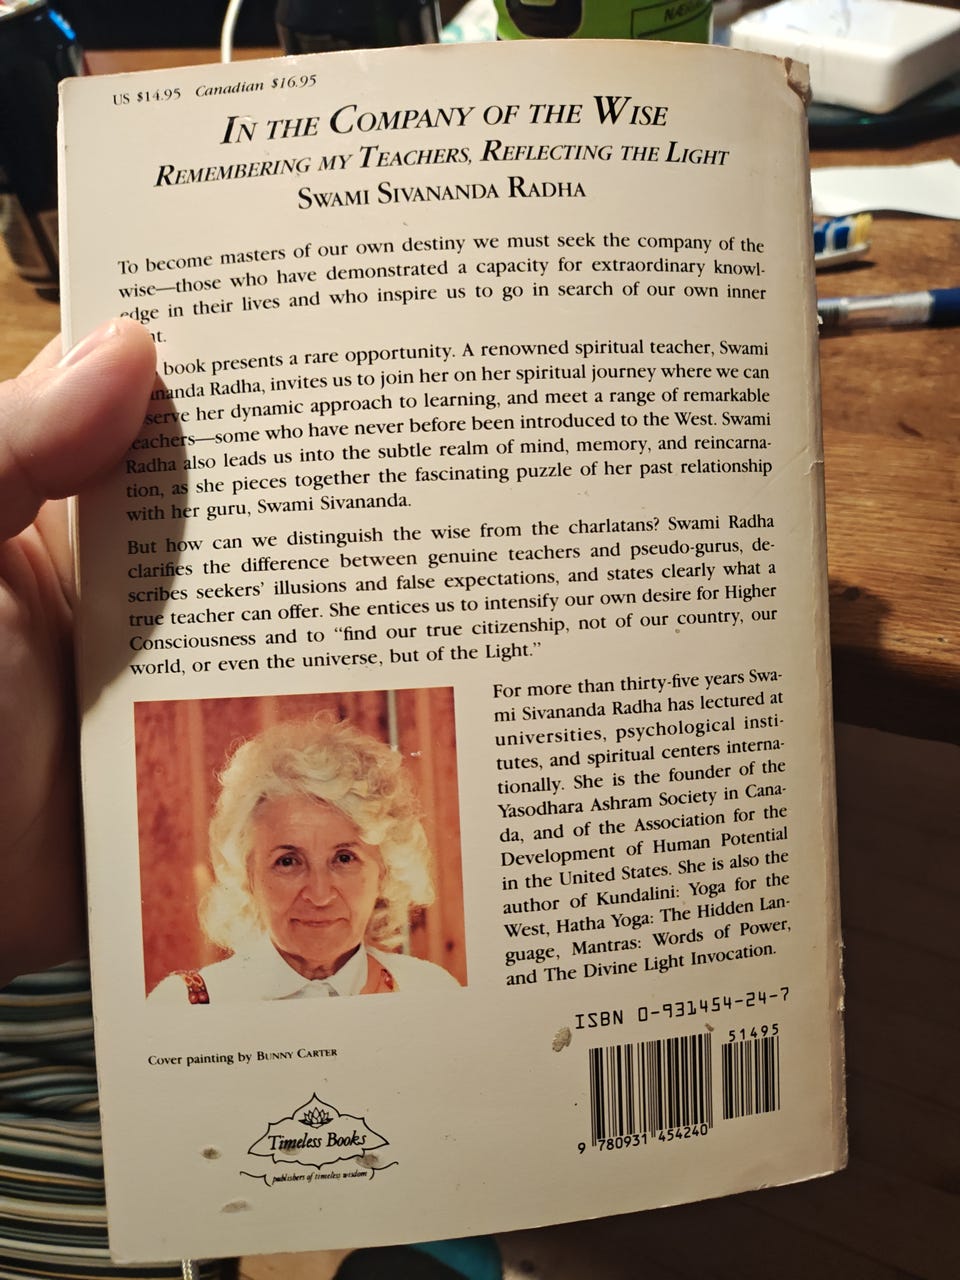 US $14.95 Canadian $16.95
IN THE COMPANY OF THE WISE
REMEMBERING MY TEACHERS, REFLECTING THE LIGHT
SWAMI SIVANANDA RADHA
To become masters of our own destiny we must seek the company of the
wise—those who have demonstrated a capacity for extraordinary knowl-
edge in their lives and who inspire us to go in search of our own inner
book presents a rare opportunity. A renowned spiritual teacher, Swami
Radha, invites us to join her on her spiritual journey where we can
her dynamic approach to learning, and meet a range of remarkable
teachers—some who have never before been introduced to the West. Swami
Radha also leads us into the subtle realm of mind, memory, and reincarna-
tion, as she pieces together the fascinating puzzle of her past relationship
with her guru, Swami Sivananda.
But how can we distinguish the wise from the charlatans? Swami Radha
clarifies the difference between genuine teachers and pseudo-gurus, de-
scribes seekers' illusions and false expectations, and states clearly what a
true teacher can offer. She entices us to intensify our own desire for Higher
Consciousness and to "find our true citizenship, not of our country, our
world, or even the universe, but of the Light."
For more than thirty-five years Swa-
mi Sivananda Radha has lectured at
universities, psychological insti-
tutes, and spiritual centers interna-
tionally. She is the founder of the
Yasodhara Ashram Society in Cana-
da, and of the Association for the
Development of Human Potential
in the United States. She is also the
author of Kundalini: Yoga for the
West, Hatha Yoga: The Hidden Lan-
guage, Mantras: Words of Power,
and The Divine Light Invocation.
ISBN 0-931454-24-7
51495
9 780931 454240
Cover painting by BUNNY CARTER
Timeless Books
publishers of timeless wisdom